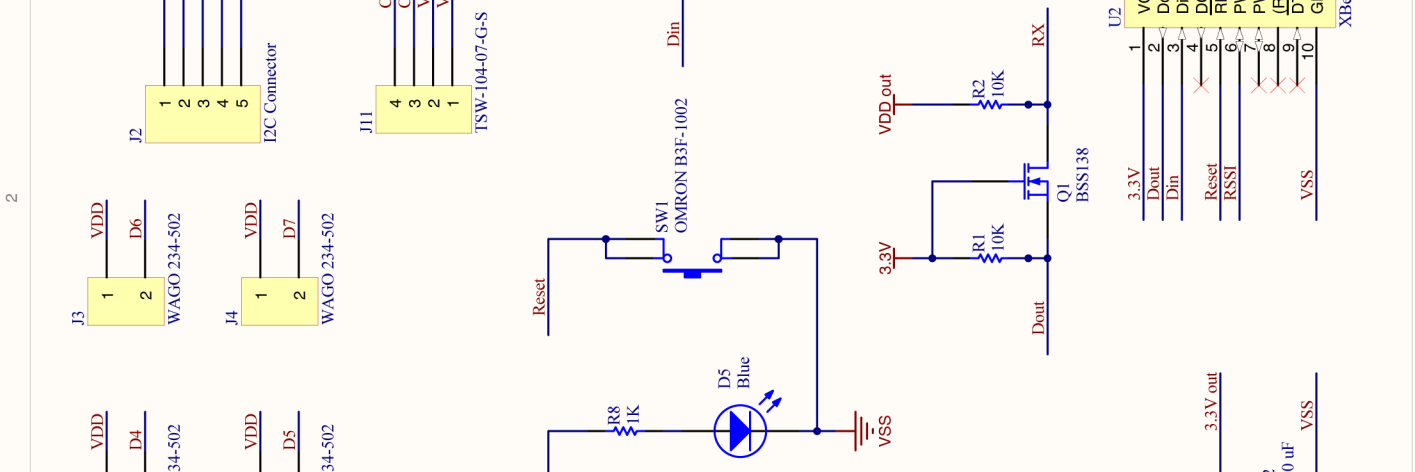 2
J2
1
2
3
4
5
I2C Connector
J11
4
3
2
1
TSW-104-07-G-S
Din
RX
VDD out
R2
10K
Q1
BSS138
3.3V
R1
10K
Dout
U2
1
2
3
4
5
6
7
8
9
10
3.3V
Dout
Din
Reset
RSSI
VSS
J3
VDD
D6
1
2
WAGO 234-502
J4
VDD
D7
1
2
WAGO 234-502
SW1
OMRON B3F-1002
Reset
D5
Blue
R8
1K
VSS
VDD
D4
34-502
VDD
D5
34-502
3.3V out
VSS
0 uF